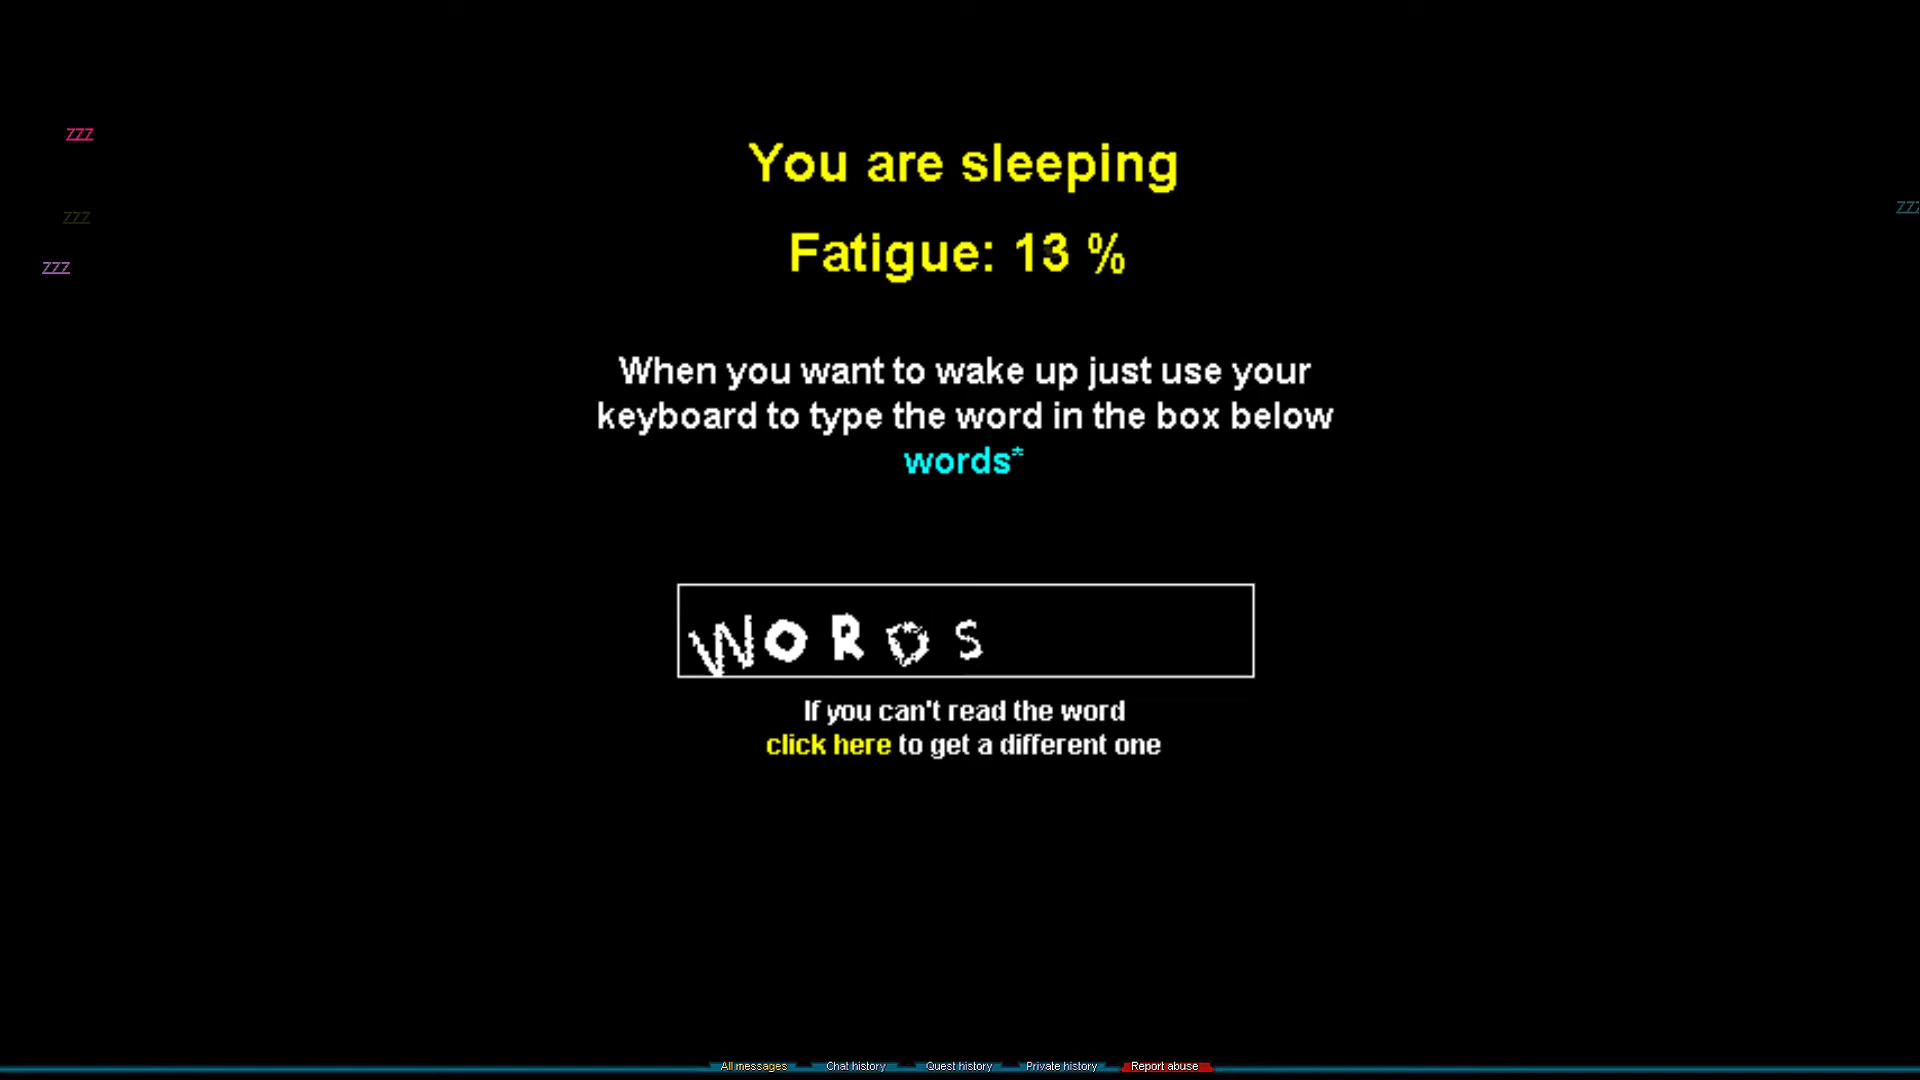 zzz
You are sleeping
zzz
zzz
Fatigue: 13 %
zzz
When you want to wake up just use your
keyboard to type the word in the box below
words*
WORDS
If you can't read the word
click here to get a different one
All messages Chat history Quest history Private history Report abuse